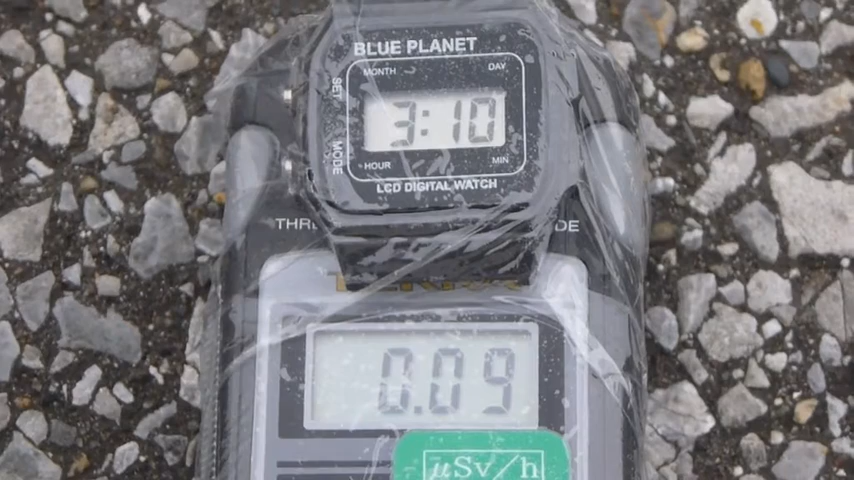 BLUE PLANET
MONTH DAY
SET
3:10
MODE
HOUR MIN
LCD DIGITAL WATCH
0.09
μSv/h